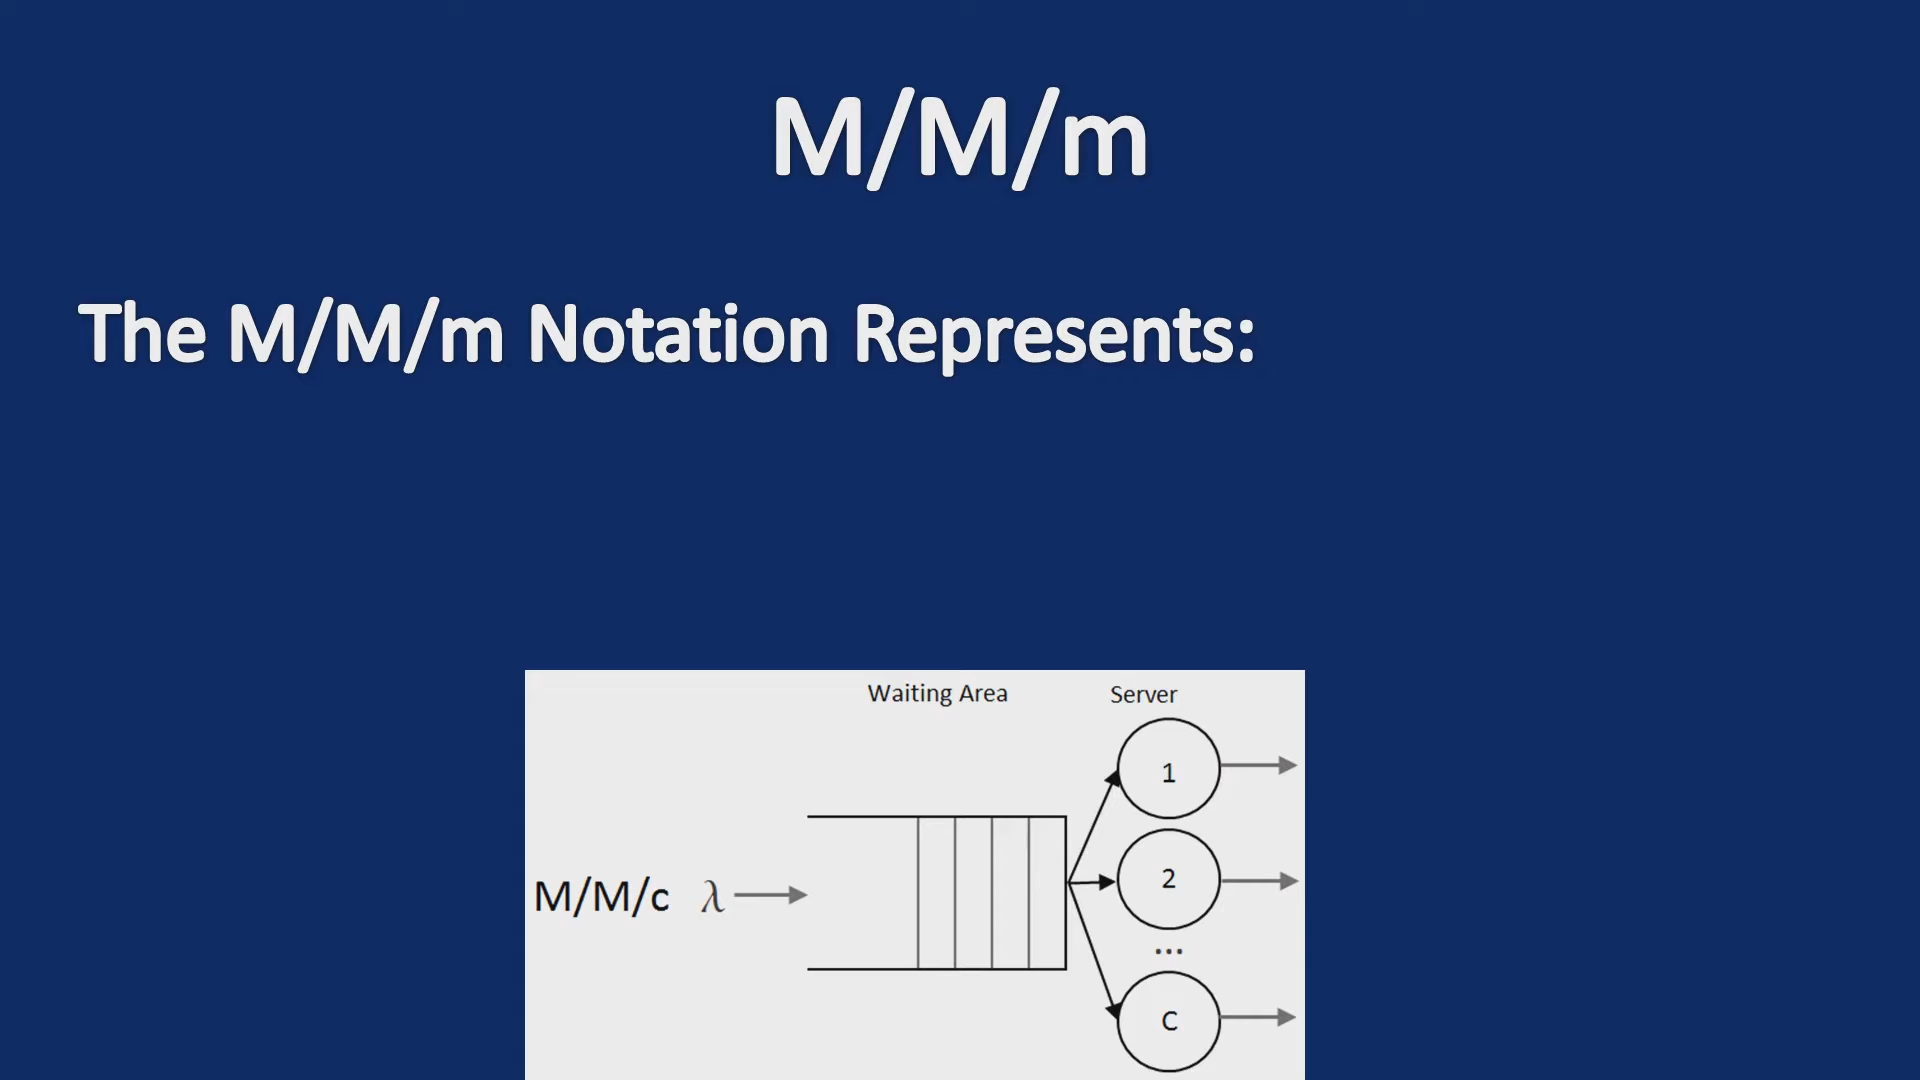 M/M/m
The M/M/m Notation Represents:
Waiting Area Server
1
M/M/c λ
2
...
C